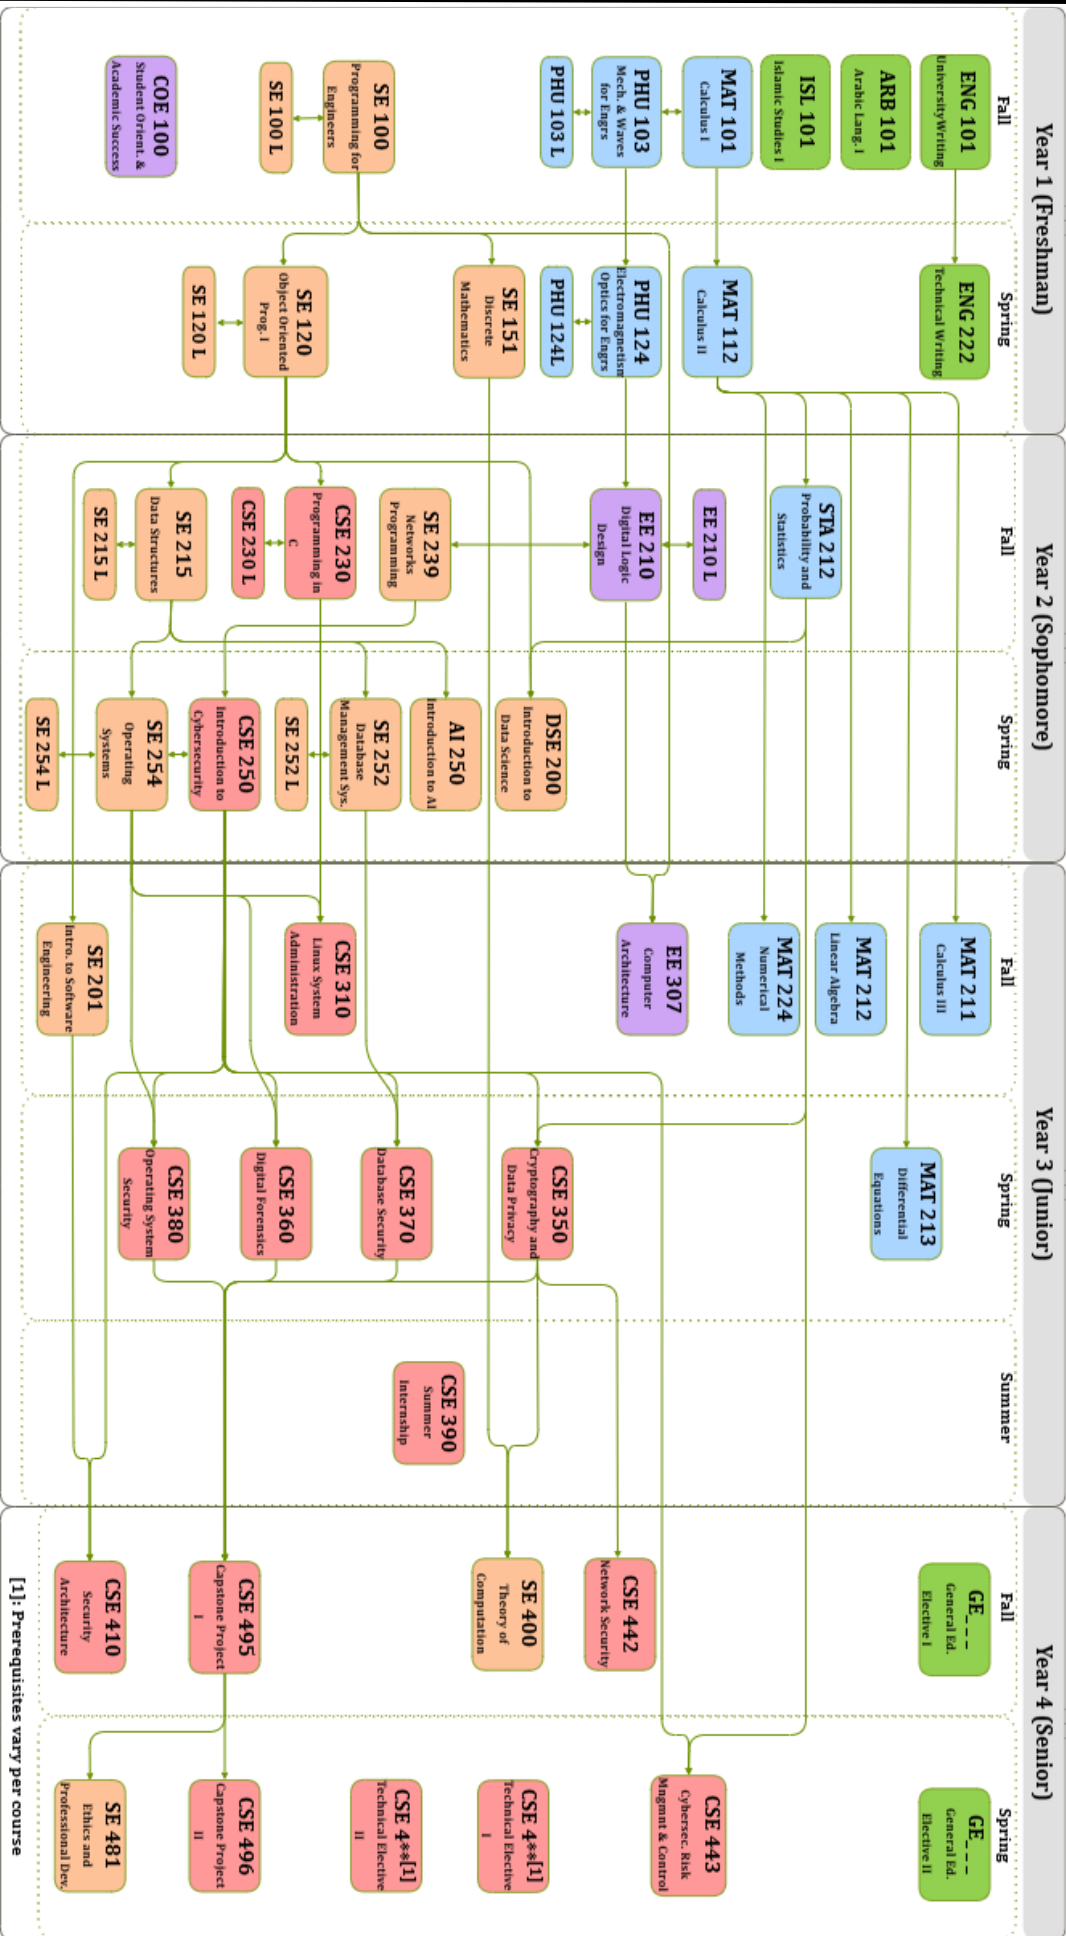 Year 1 (Freshman)
Fall
ENG 101
UniversityWriting
ARB 101
Arabic Lang. I
ISL 101
Islamic Studies I
MAT 101
Calculus I
PHU 103
Mech. & Waves
for Engrs
PHU 103 L
SE 100
Programming for
Engineers
SE 100 L
COE 100
Student Orient. &
Academic Success
Spring
ENG 222
Technical Writing
MAT 112
Calculus II
PHU 124
Electromagnetism
Optics for Engrs
PHU 124L
SE 151
Discrete
Mathematics
SE 120
Object Oriented
Prog. I
SE 120 L
Year 2 (Sophomore)
Fall
STA 212
Probability and
Statistics
EE 210 L
EE 210
Digital Logic
Design
SE 239
Networks
Programming
CSE 230
Programming in
C
CSE 230 L
SE 215
Data Structures
SE 215 L
Spring
DSE 200
Introduction to
Data Science
AI 250
Introduction to AI
SE 252
Database
Management Sys.
SE 252 L
CSE 250
Introduction to
Cybersecurity
SE 254
Operating
Systems
SE 254 L
Year 3 (Junior)
Fall
MAT 211
Calculus III
MAT 212
Linear Algebra
MAT 224
Numerical
Methods
EE 307
Computer
Architecture
CSE 310
Linux System
Administration
SE 201
Intro. to Software
Engineering
Spring
MAT 213
Differential
Equations
CSE 350
Cryptography and
Data Privacy
CSE 370
Database Security
CSE 360
Digital Forensics
CSE 380
Operating System
Security
Summer
CSE 390
Summer
Internship
Year 4 (Senior)
Fall
GE_ _ _
General Ed.
Elective I
CSE 442
Network Security
SE 400
Theory of
Computation
CSE 495
Capstone Project
I
CSE 410
Security
Architecture
Spring
GE_ _ _
General Ed.
Elective II
CSE 443
Cybersec. Risk
Mngmnt & Control
CSE 4**[1]
Technical Elective
I
CSE 4**[1]
Technical Elective
II
CSE 496
Capstone Project
II
SE 481
Ethics and
Professional Dev.
[1]: Prerequisites vary per course